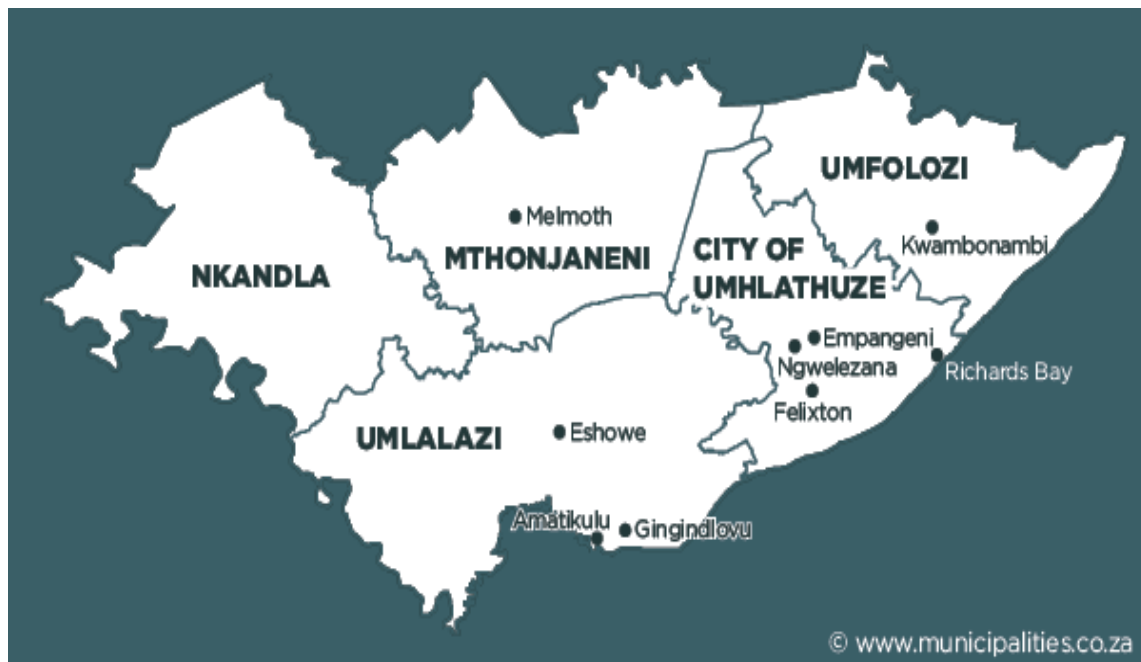 UMFOLOZI
Melmoth
Kwambonambi
MTHONJANENI
CITY OF
UMHLATHUZE
NKANDLA
Empangeni
Ngwelezana
Richards Bay
Felixton
UMLALAZI
Eshowe
Amatikulu
Gingindlovu
© www.municipalities.co.za